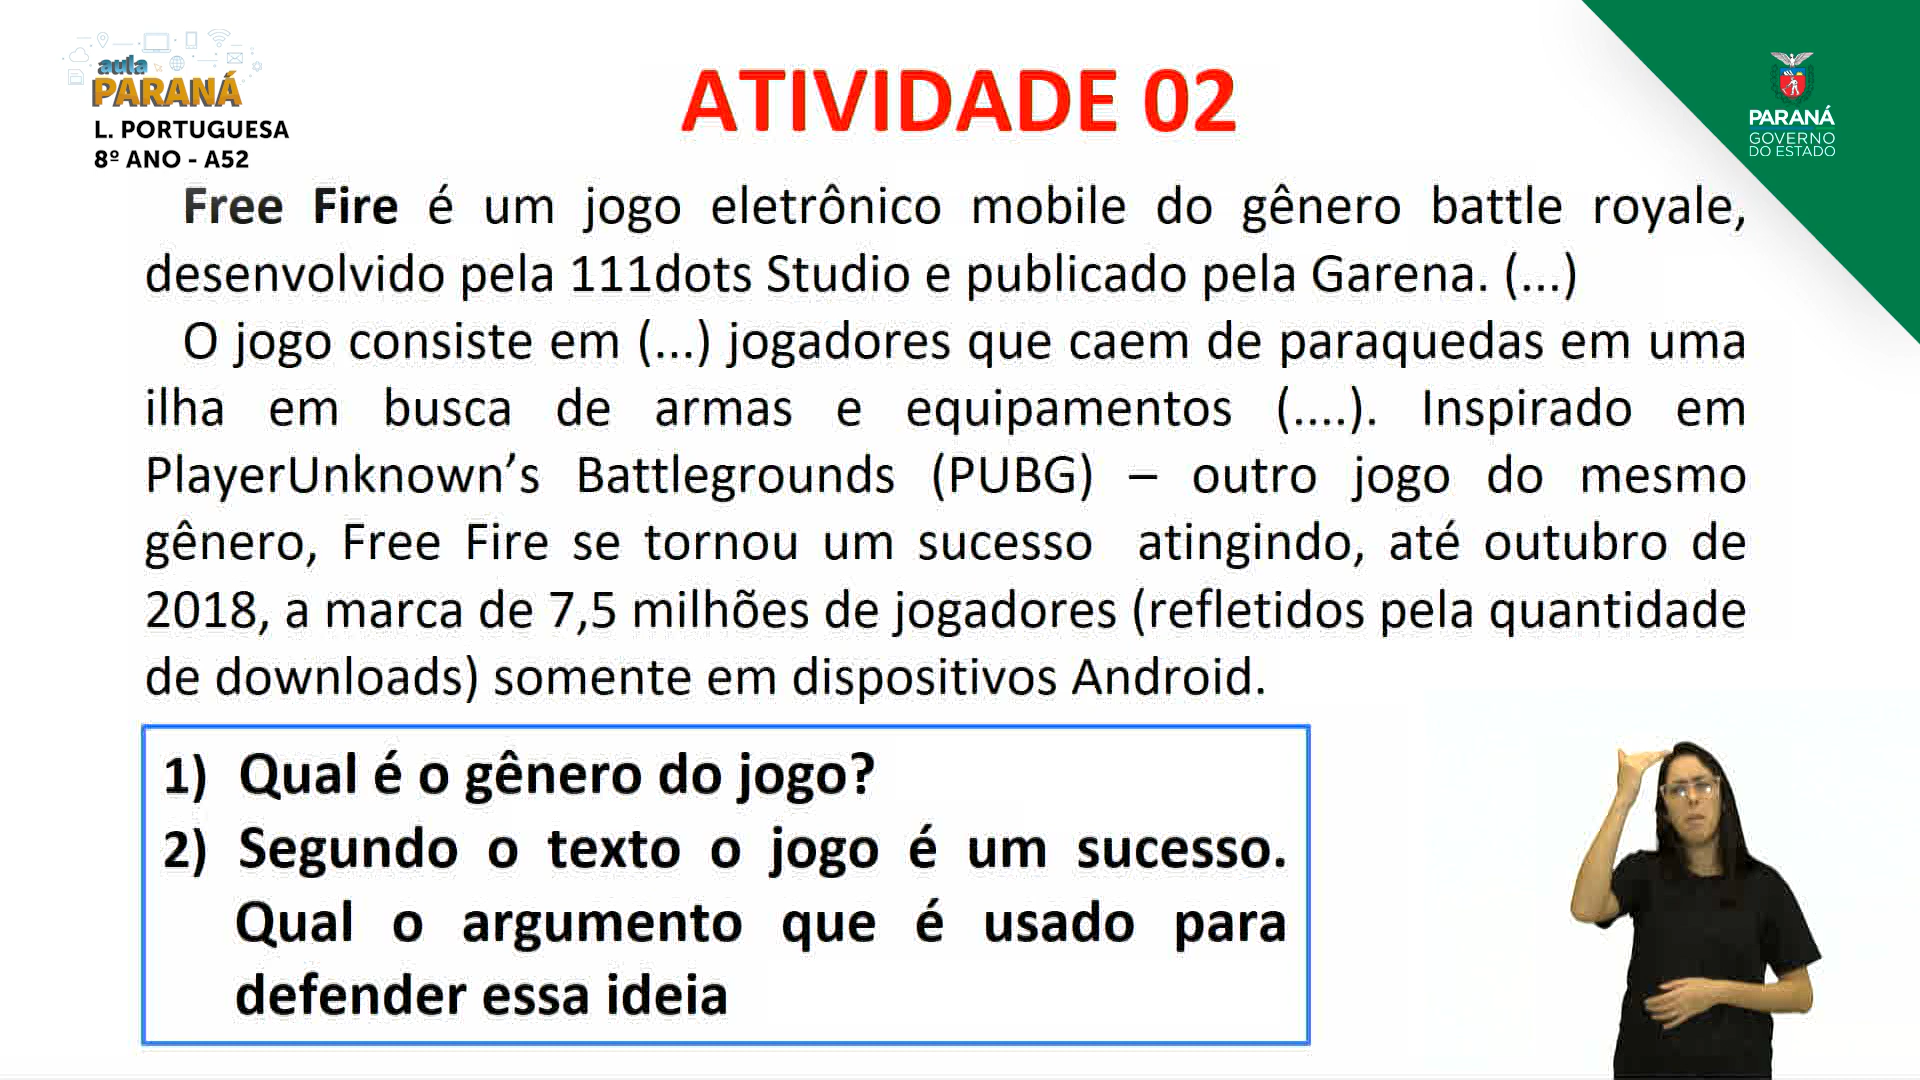 aula
PARANÁ
L. PORTUGUESA
8º ANO - A52
ATIVIDADE 02
PARANÁ
GOVERNO
DO ESTADO
Free Fire é um jogo eletrônico mobile do gênero battle royale,
desenvolvido pela 111dots Studio e publicado pela Garena. (...)
O jogo consiste em (...) jogadores que caem de paraquedas em uma
ilha em busca de armas e equipamentos (....). Inspirado em
PlayerUnknown’s Battlegrounds (PUBG) – outro jogo do mesmo
gênero, Free Fire se tornou um sucesso atingindo, até outubro de
2018, a marca de 7,5 milhões de jogadores (refletidos pela quantidade
de downloads) somente em dispositivos Android.
1) Qual é o gênero do jogo?
2) Segundo o texto o jogo é um sucesso.
Qual o argumento que é usado para
defender essa ideia